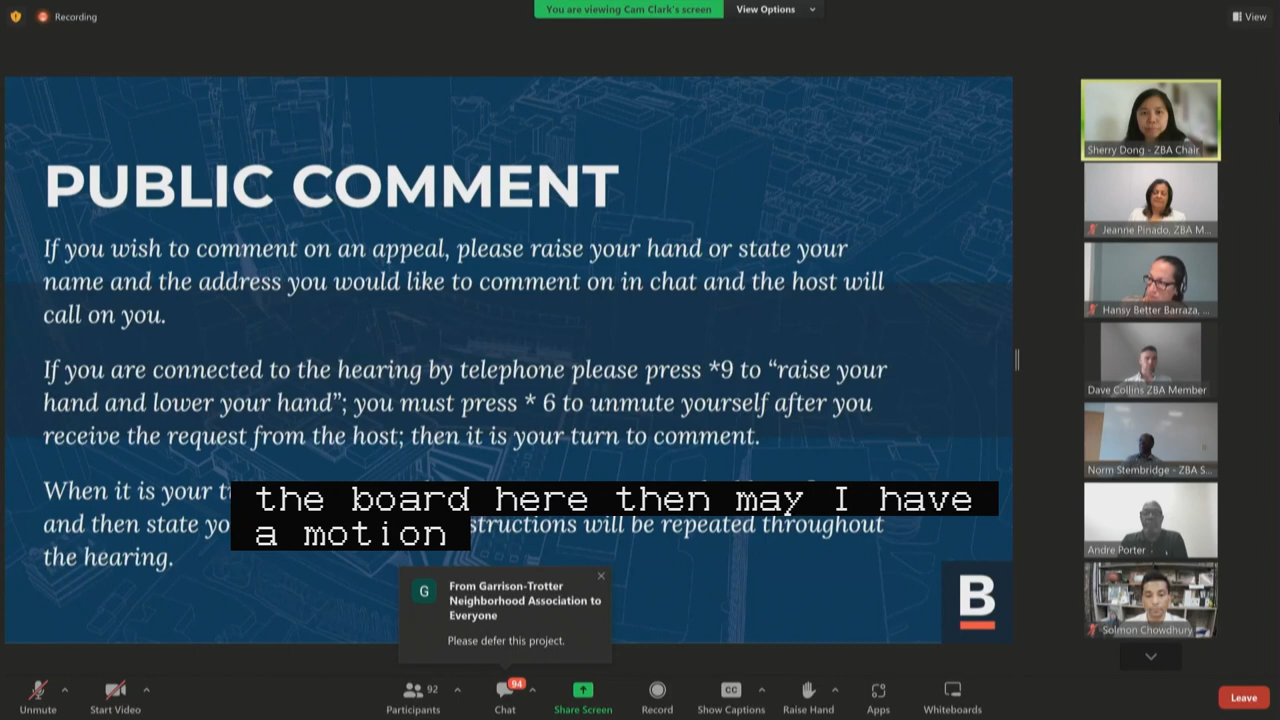 Recording
You are viewing Cam Clark's screen
View Options
View
PUBLIC COMMENT
If you wish to comment on an appeal, please raise your hand or state your
name and the address you would like to comment on in chat and the host will
call on you.
If you are connected to the hearing by telephone please press *9 to “raise your
hand and lower your hand”; you must press * 6 to unmute yourself after you
receive the request from the host; then it is your turn to comment.
When it is your
and then state
will be repeated throughout
the hearing.
the board here then may I have
a motion
B
G
From Garrison-Trotter
Neighborhood Association to
Everyone
Please defer this project.
Sherry Dong - ZBA Chair
Jeanne Pinado, ZBA M...
Hansy Better Barraza, ...
Dave Collins ZBA Member
Norm Stembridge - ZBA S...
Andre Porter
Solmon Chowdhury
Unmute
Start Video
92
Participants
94
Chat
Share Screen
Record
CC
Show Captions
Raise Hand
Apps
Whiteboards
Leave